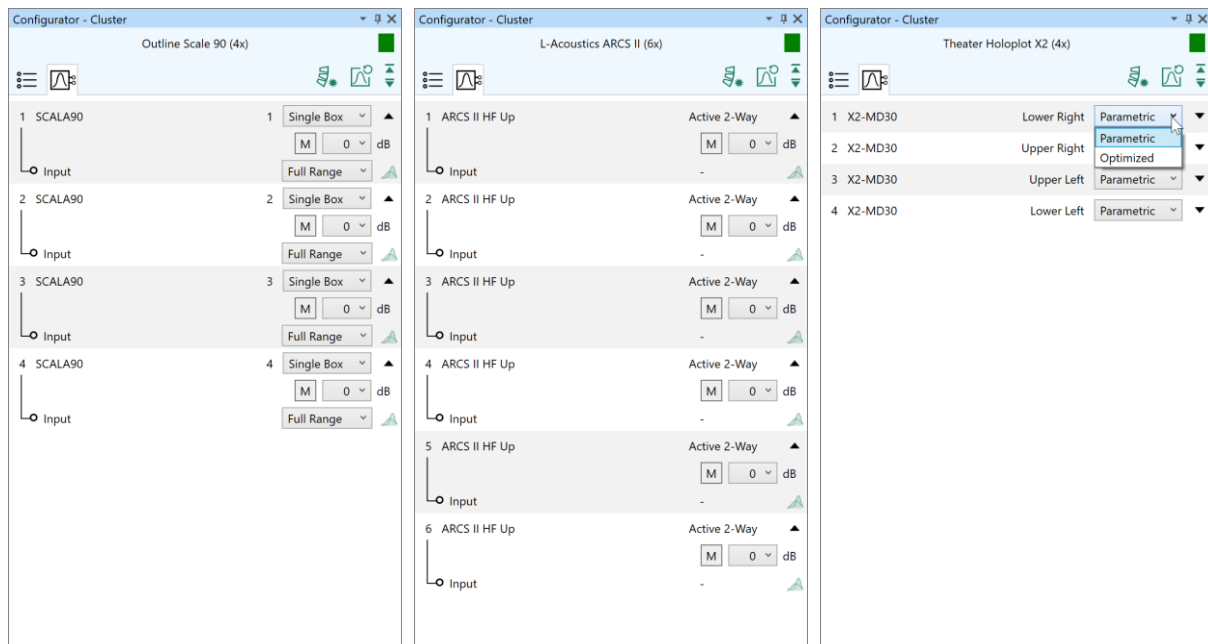 Configurator - Cluster
Outline Scale 90 (4x)
1 SCALA90 1 Single Box
M 0 dB
Input Full Range
2 SCALA90 2 Single Box
M 0 dB
Input Full Range
3 SCALA90 3 Single Box
M 0 dB
Input Full Range
4 SCALA90 4 Single Box
M 0 dB
Input Full Range
Configurator - Cluster
L-Acoustics ARCS II (6x)
1 ARCS II HF Up Active 2-Way
M 0 dB
Input -
2 ARCS II HF Up Active 2-Way
M 0 dB
Input -
3 ARCS II HF Up Active 2-Way
M 0 dB
Input -
4 ARCS II HF Up Active 2-Way
M 0 dB
Input -
5 ARCS II HF Up Active 2-Way
M 0 dB
Input -
6 ARCS II HF Up Active 2-Way
M 0 dB
Input -
Configurator - Cluster
Theater Holoplot X2 (4x)
1 X2-MD30 Lower Right Parametric
Parametric
2 X2-MD30 Upper Right
Optimized
3 X2-MD30 Upper Left Parametric
4 X2-MD30 Lower Left Parametric